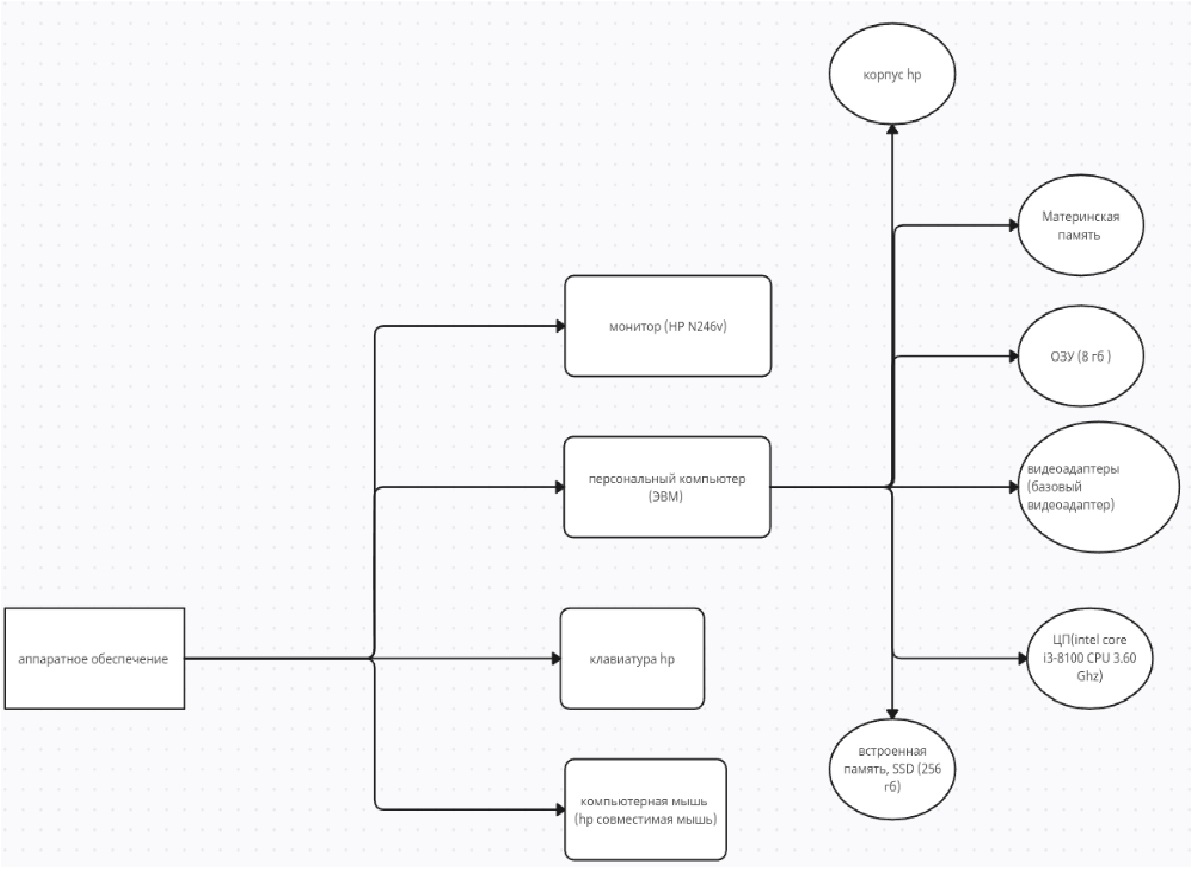 корпус hp
Материнская
память
монитор (HP N246v)
ОЗУ (8 гб )
видеоадаптеры
(базовый
видеоадаптер)
персональный компьютер
(ЭВМ)
аппаратное обеспечение
клавиатура hp
ЦП(intel core
i3-8100 CPU 3.60
Ghz)
встроенная
память, SSD (256
гб)
компьютерная мышь
(hp совместимая мышь)